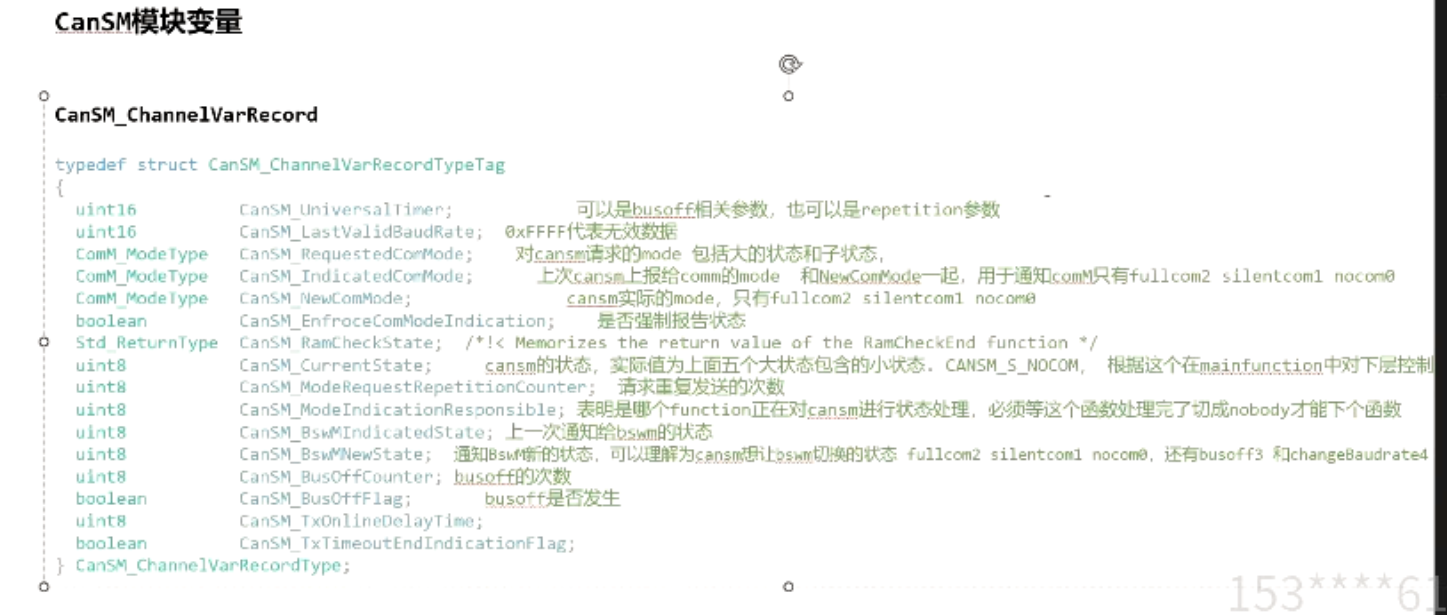 CanSM模块变量
CanSM_ChannelVarRecord
typedef struct CanSM_ChannelVarRecordTypeTag
{
uint16 CanSM_UniversalTimer; 可以是busoff相关参数，也可以是repetition参数
uint16 CanSM_LastValidBaudRate; 0xFFFF代表无效数据
ComM_ModeType CanSM_RequestedComMode; 对cansm请求的mode 包括大的状态和子状态,
ComM_ModeType CanSM_IndicatedComMode; 上次cansm上报给comm的mode 和NewComMode一起，用于通知comM只有fullcom2 silentcom1 nocom0
ComM_ModeType CanSM_NewComMode; cansm实际的mode，只有fullcom2 silentcom1 nocom0
boolean CanSM_EnfroceComModeIndication; 是否强制报告状态
Std_ReturnType CanSM_RamCheckState; /*!< Memorizes the return value of the RamCheckEnd function */
uint8 CanSM_CurrentState; cansm的状态，实际值为上面五个大状态包含的小状态. CANSM_S_NOCOM， 根据这个在mainfunction中对下层控制
uint8 CanSM_ModeRequestRepetitionCounter; 请求重复发送的次数
uint8 CanSM_ModeIndicationResponsible; 表明是哪个function正在对cansm进行状态处理，必须等这个函数处理完了切成nobody才能下个函数
uint8 CanSM_BswMIndicatedState; 上一次通知给bswm的状态
uint8 CanSM_BswMNewState; 通知BswM新的状态，可以理解为cansm想让bswm切换的状态 fullcom2 silentcom1 nocom0，还有busoff3 和changeBaudrate4
uint8 CanSM_BusOffCounter; busoff的次数
boolean CanSM_BusOffFlag; busoff是否发生
uint8 CanSM_TxOnlineDelayTime;
boolean CanSM_TxTimeoutEndIndicationFlag;
} CanSM_ChannelVarRecordType;
153****61